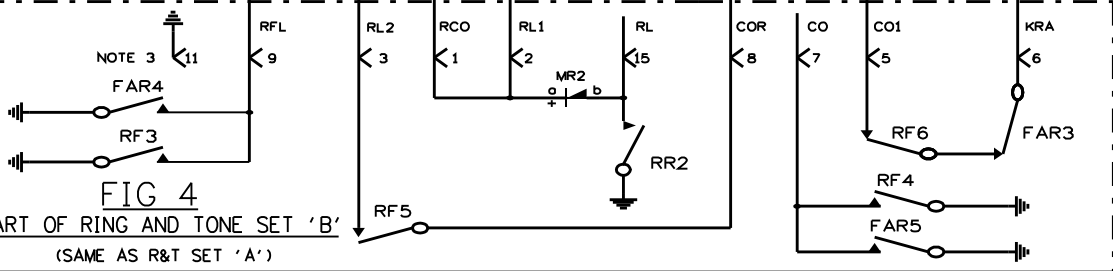 RFL RL2 RCO RL1 RL COR CO CO1 KRA
NOTE 3 11 9 3 1 2 15 8 7 5 6
a MR2 b
+
FAR4
RF3
RR2
RF6 FAR3
RF4
FAR5
RF5
FIG 4
ART OF RING AND TONE SET 'B'
(SAME AS R&T SET 'A')